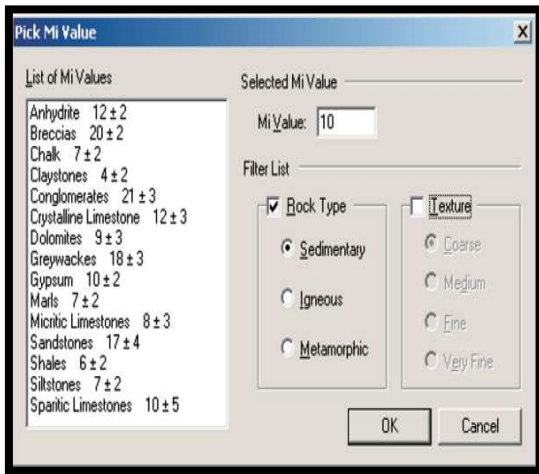 Pick Mi Value
List of Mi Values
Anhydrite 12 ± 2
Breccias 20 ± 2
Chalk 7 ± 2
Claystones 4 ± 2
Conglomerates 21 ± 3
Crystalline Limestone 12 ± 3
Dolomites 9 ± 3
Greywackes 18 ± 3
Gypsum 10 ± 2
Marls 7 ± 2
Micritic Limestones 8 ± 3
Sandstones 17 ± 4
Shales 6 ± 2
Siltstones 7 ± 2
Sparitic Limestones 10 ± 5
Selected Mi Value
Mi Value: 10
Filter List
Rock Type
Sedimentary
Igneous
Metamorphic
Texture
Coarse
Medium
Fine
Very Fine
OK Cancel